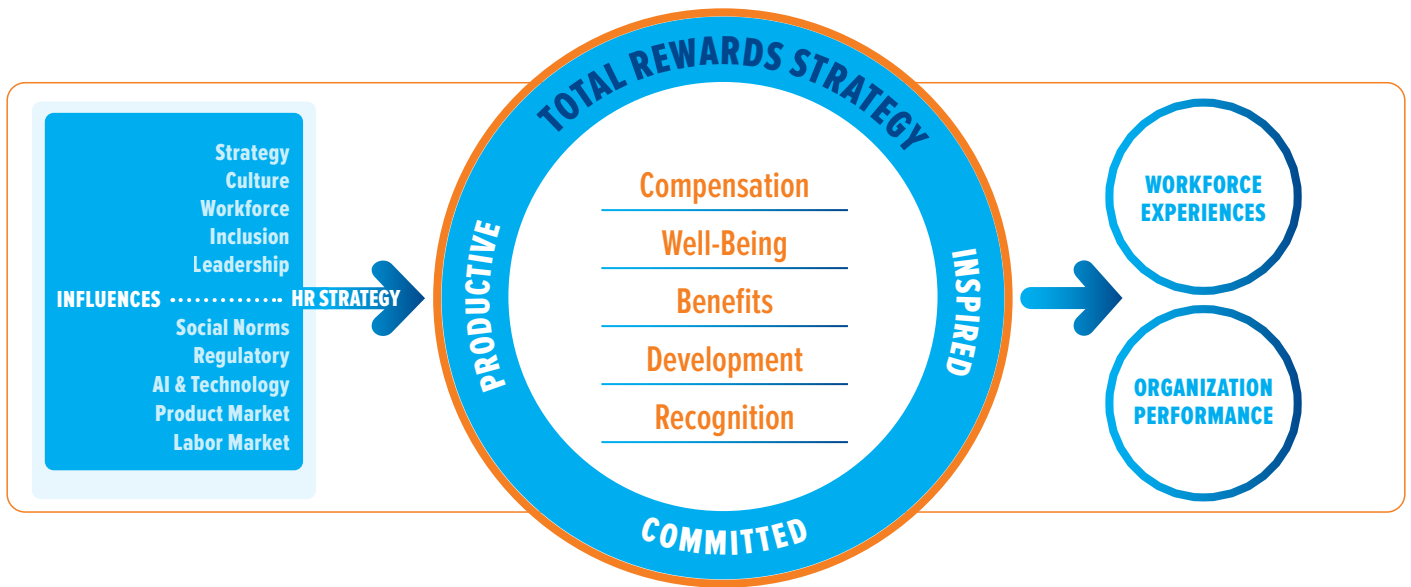 Strategy
Culture
Workforce
Inclusion
Leadership
INFLUENCES ············· HR STRATEGY
Social Norms
Regulatory
AI & Technology
Product Market
Labor Market
TOTAL REWARDS STRATEGY
PRODUCTIVE
Compensation
Well-Being
Benefits
Development
Recognition
INSPIRED
COMMITTED
WORKFORCE
EXPERIENCES
ORGANIZATION
PERFORMANCE